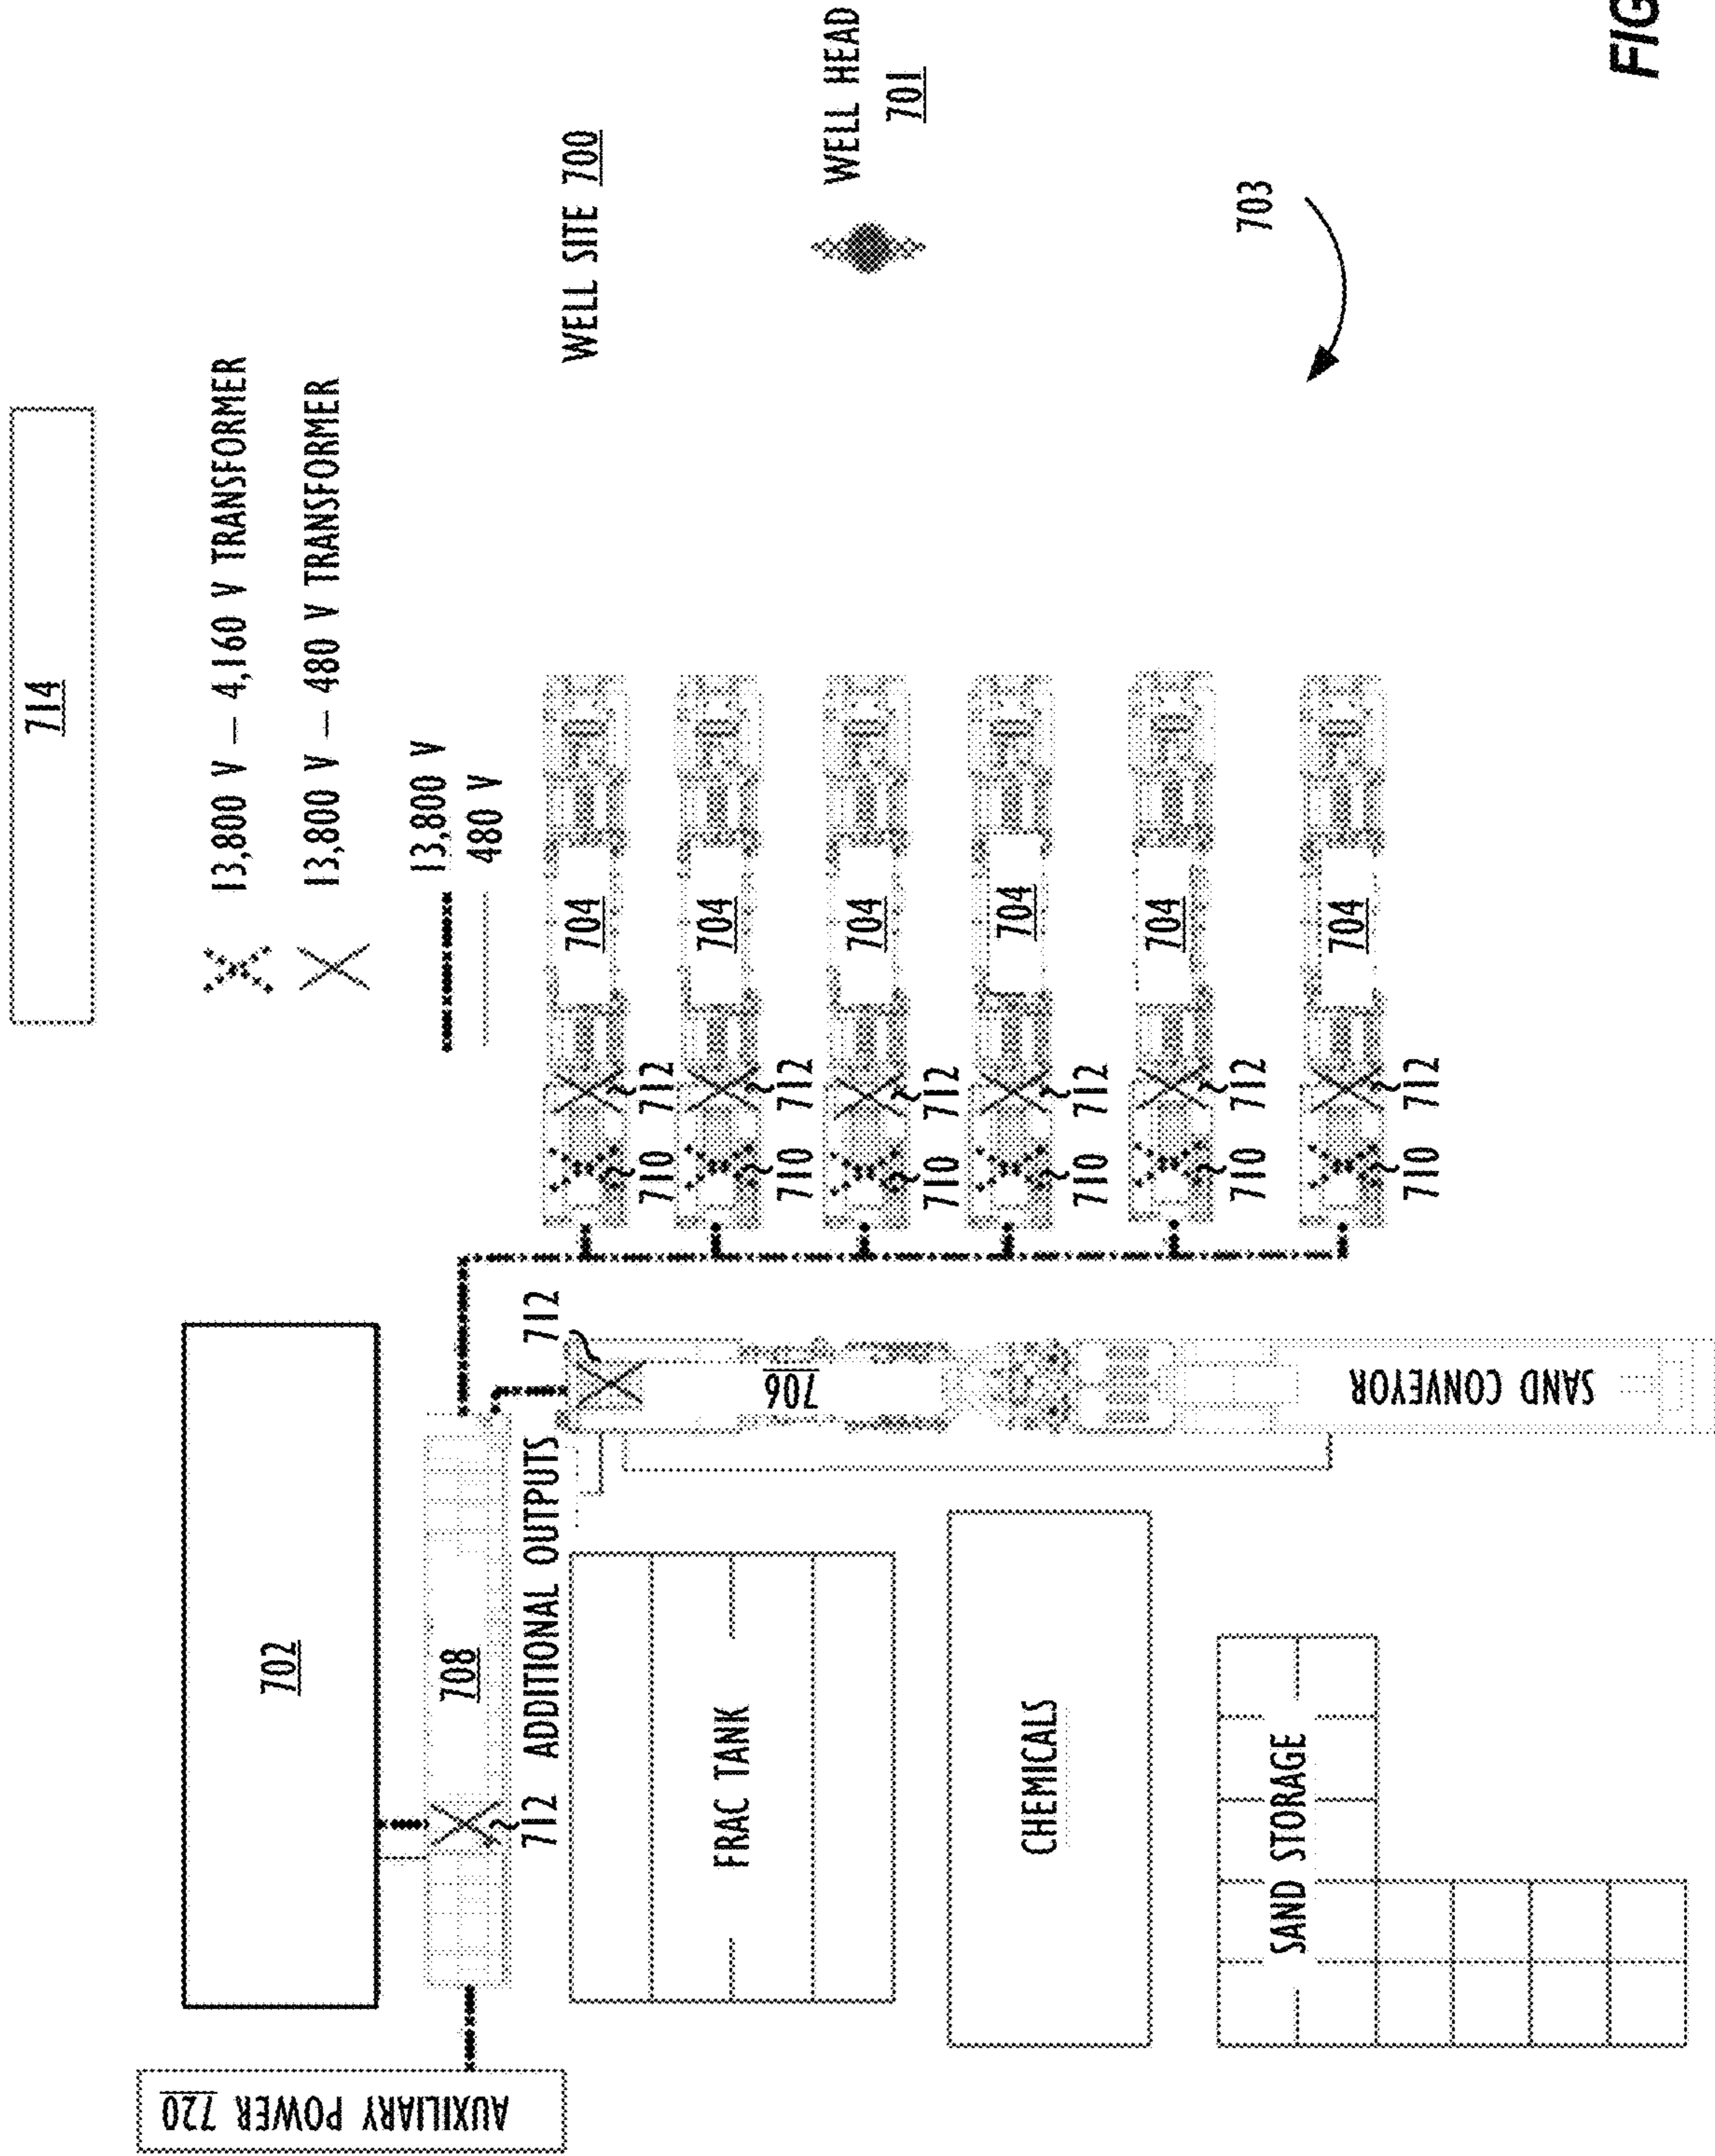 714
13,800 V – 4,160 V TRANSFORMER
13,800 V – 480 V TRANSFORMER
13,800 V
480 V
WELL SITE 700
WELL HEAD
701
703
702
708
712
ADDITIONAL OUTPUTS
AUXILIARY POWER 720
712
706
SAND CONVEYOR
FRAC TANK
CHEMICALS
SAND STORAGE
704
710
712
704
710
712
704
710
712
704
710
712
704
710
712
704
710
712
FIG